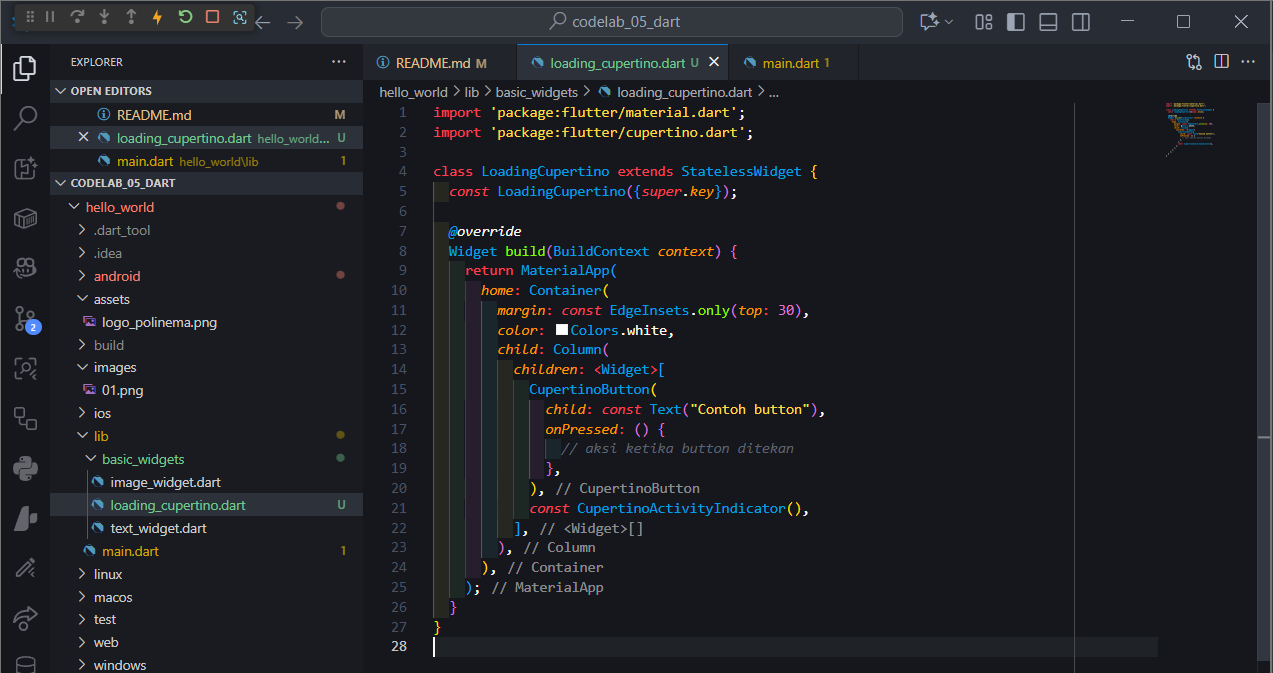 codelab_05_dart
EXPLORER
OPEN EDITORS
README.md M
loading_cupertino.dart hello_world... U
main.dart hello_world\lib 1
CODELAB_05_DART
hello_world
.dart_tool
.idea
android
assets
logo_polinema.png
build
images
01.png
ios
lib
basic_widgets
image_widget.dart
loading_cupertino.dart U
text_widget.dart
main.dart 1
linux
macos
test
web
windows
2
README.md M
loading_cupertino.dart U
main.dart 1
hello_world > lib > basic_widgets > loading_cupertino.dart > ...
1 import 'package:flutter/material.dart';
2 import 'package:flutter/cupertino.dart';
3
4 class LoadingCupertino extends StatelessWidget {
5 const LoadingCupertino({super.key});
6
7 @override
8 Widget build(BuildContext context) {
9 return MaterialApp(
10 home: Container(
11 margin: const EdgeInsets.only(top: 30),
12 color: Colors.white,
13 child: Column(
14 children: <Widget>[
15 CupertinoButton(
16 child: const Text("Contoh button"),
17 onPressed: () {
18 // aksi ketika button ditekan
19 },
20 ), // CupertinoButton
21 const CupertinoActivityIndicator(),
22 ], // <Widget>[]
23 ), // Column
24 ), // Container
25 ); // MaterialApp
26 }
27 }
28